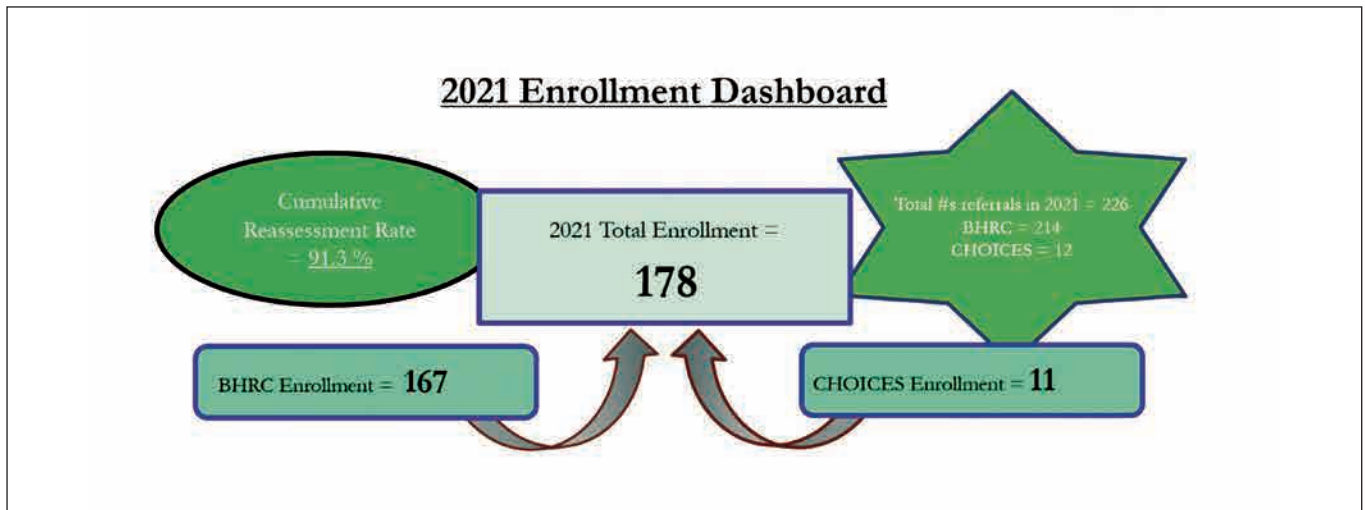 2021 Enrollment Dashboard
Cumulative
Reassessment Rate
= 91.3 %
2021 Total Enrollment =
178
Total #s referrals in 2021 = 226
BHRC = 214
CHOICES = 12
BHRC Enrollment = 167
CHOICES Enrollment = 11